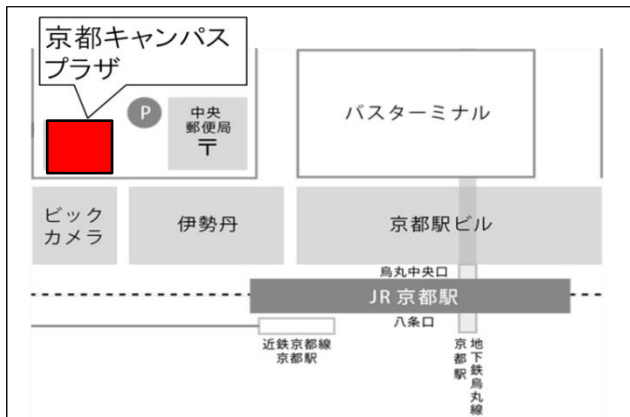 京都キャンパス
プラザ
P
中央
郵便局
〒
バスターミナル
ビック
カメラ
伊勢丹
京都駅ビル
烏丸中央口
JR 京都駅
八条口
近鉄京都線
京都駅
地下鉄烏丸線
京都駅